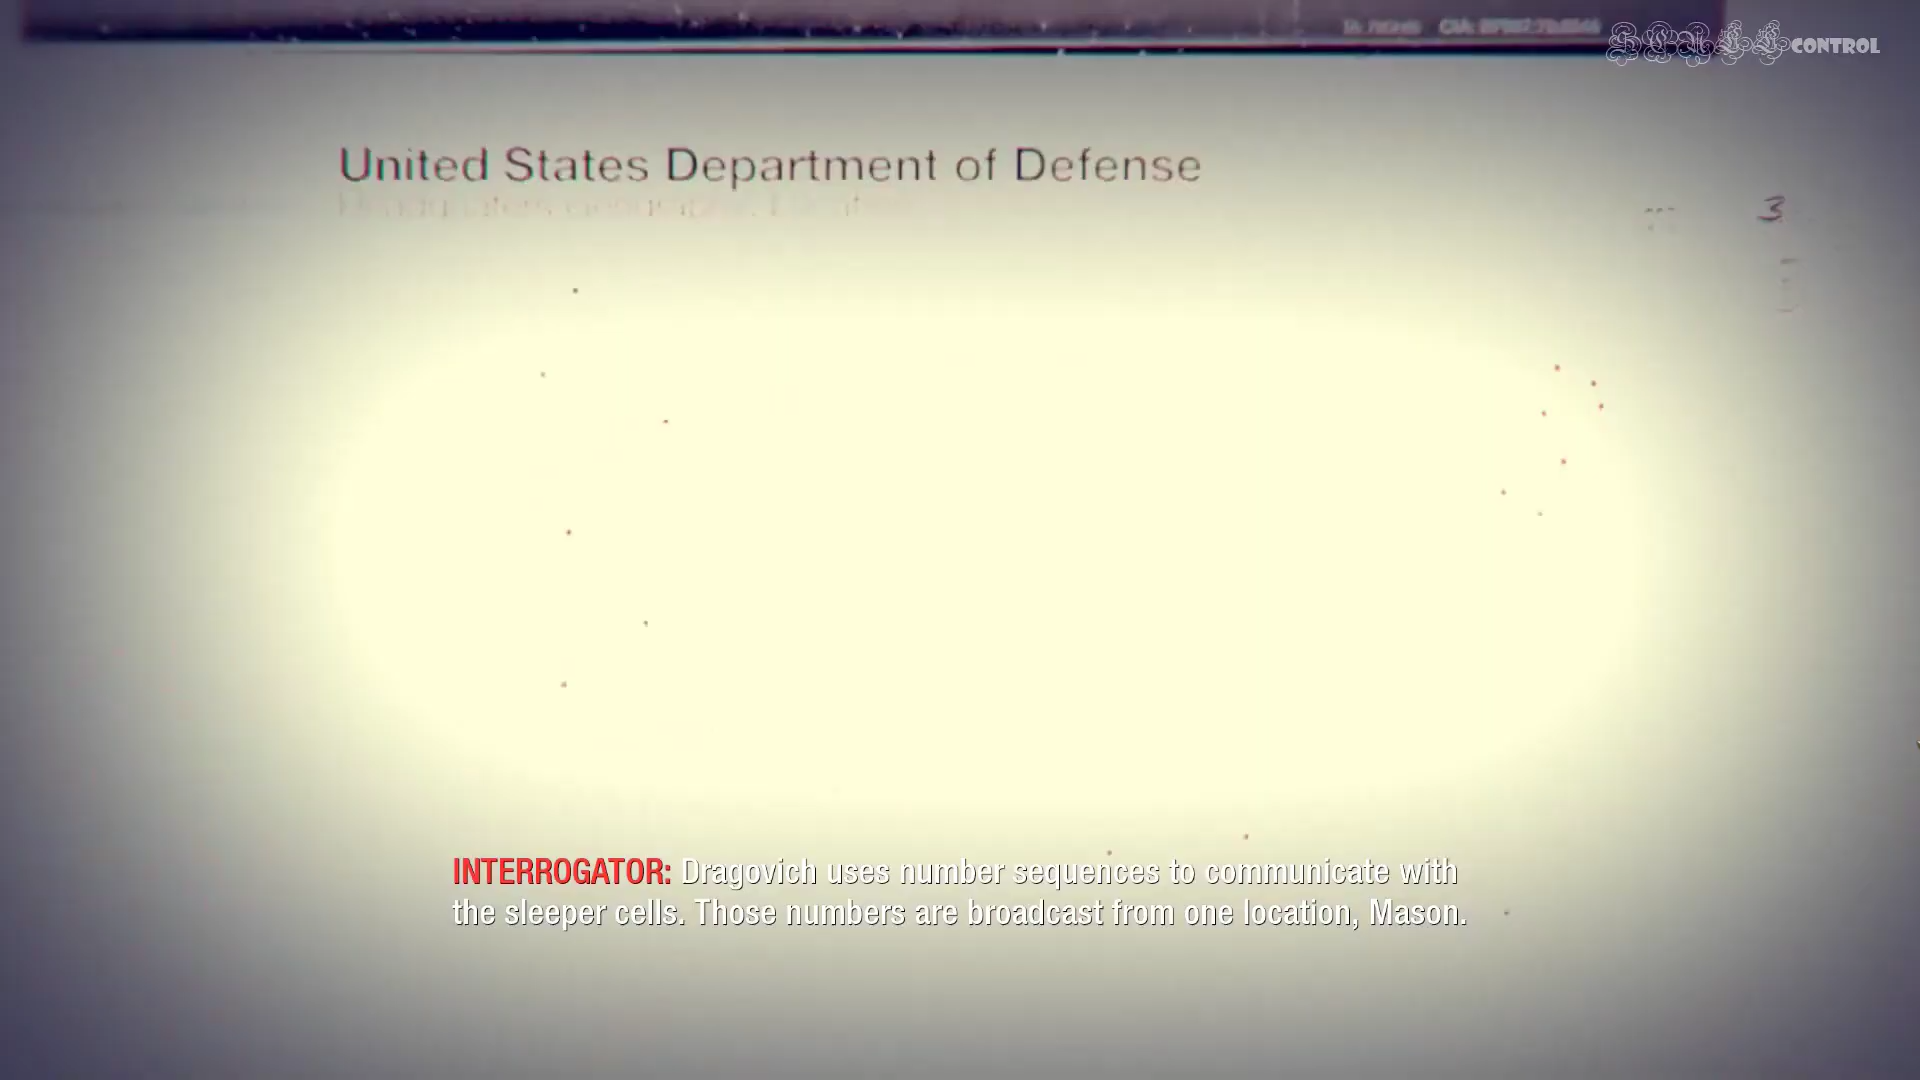 CONTROL
United States Department of Defense
3
INTERROGATOR: Dragovich uses number sequences to communicate with
the sleeper cells. Those numbers are broadcast from one location, Mason.